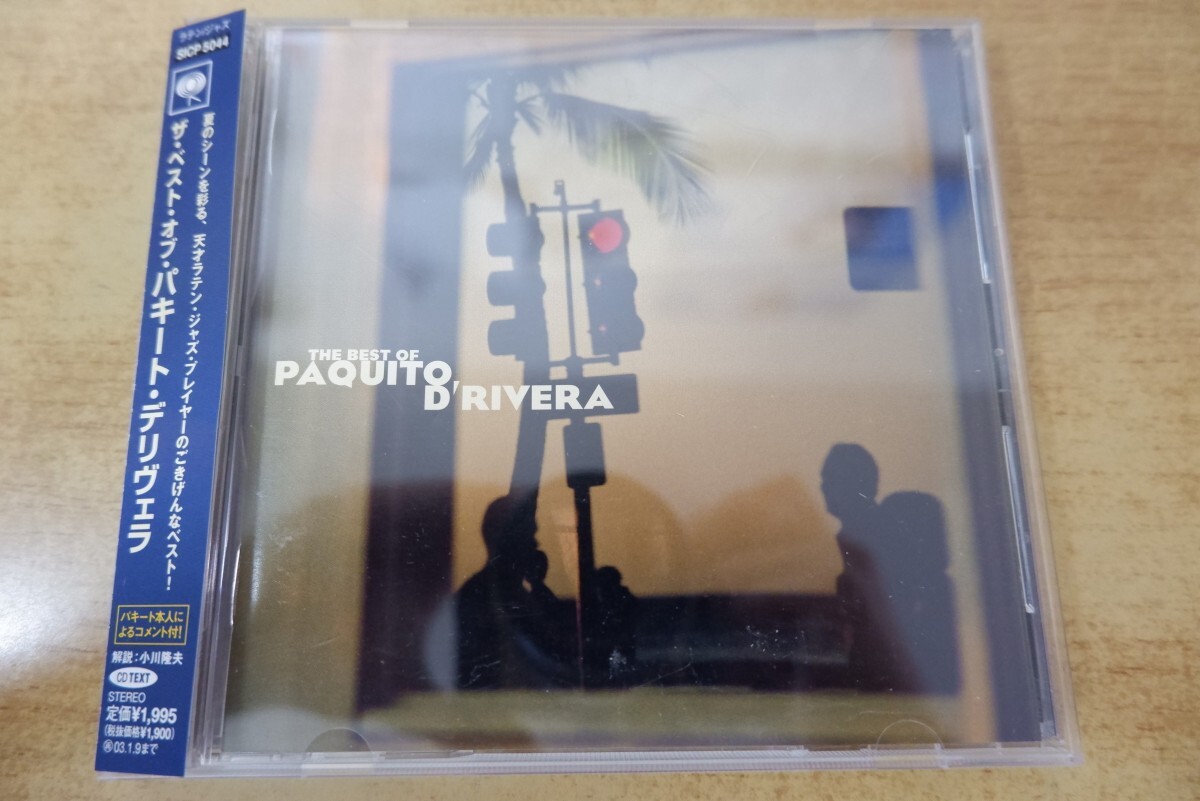 ラテン/ジャズ
SICP 5044
夏のシーンを彩る、天才ラテン・ジャズ・プレイヤーのごきげんなベスト!
ザ・ベスト・オブ・パキート・デリヴェラ
パキート本人に
よるコメント付!
解説:小川隆夫
CD TEXT
STEREO
定価¥1,995
(税抜価格¥1,900)
㋐03.1.9まで
THE BEST OF
PAQUITO
D'RIVERA